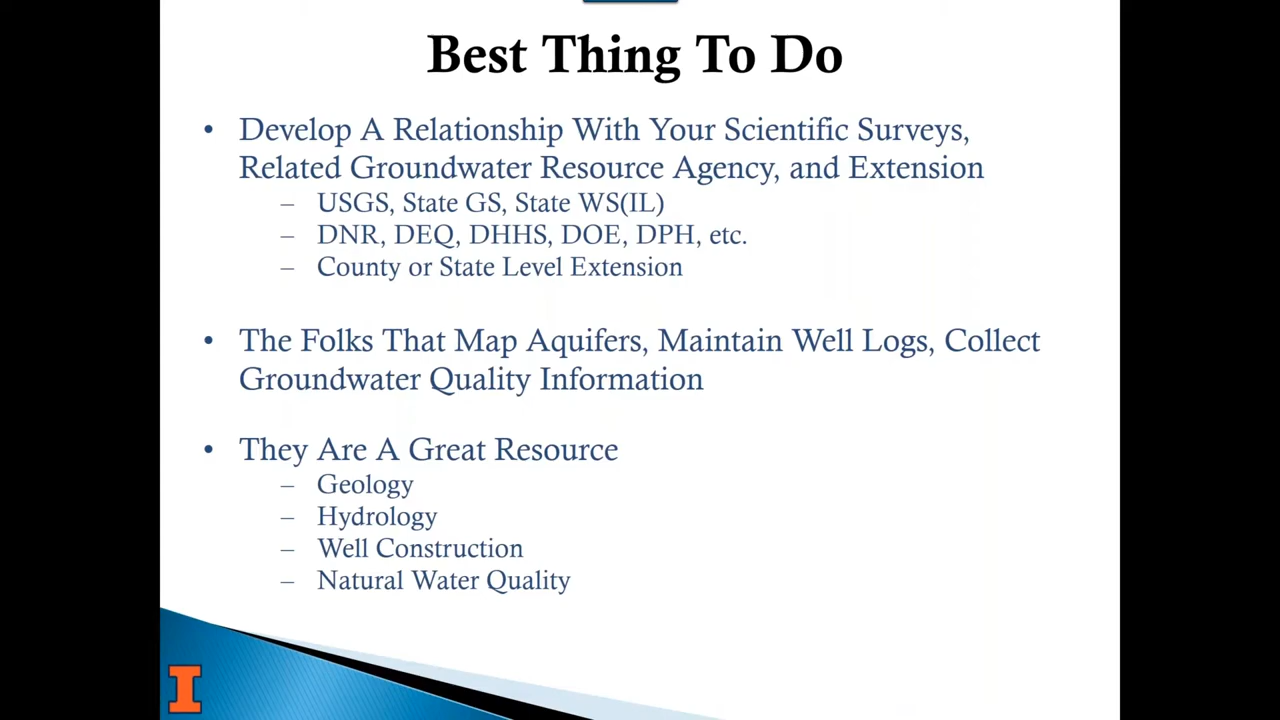 Best Thing To Do
• Develop A Relationship With Your Scientific Surveys,
Related Groundwater Resource Agency, and Extension
– USGS, State GS, State WS(IL)
– DNR, DEQ, DHHS, DOE, DPH, etc.
– County or State Level Extension
• The Folks That Map Aquifers, Maintain Well Logs, Collect
Groundwater Quality Information
• They Are A Great Resource
– Geology
– Hydrology
– Well Construction
– Natural Water Quality
I